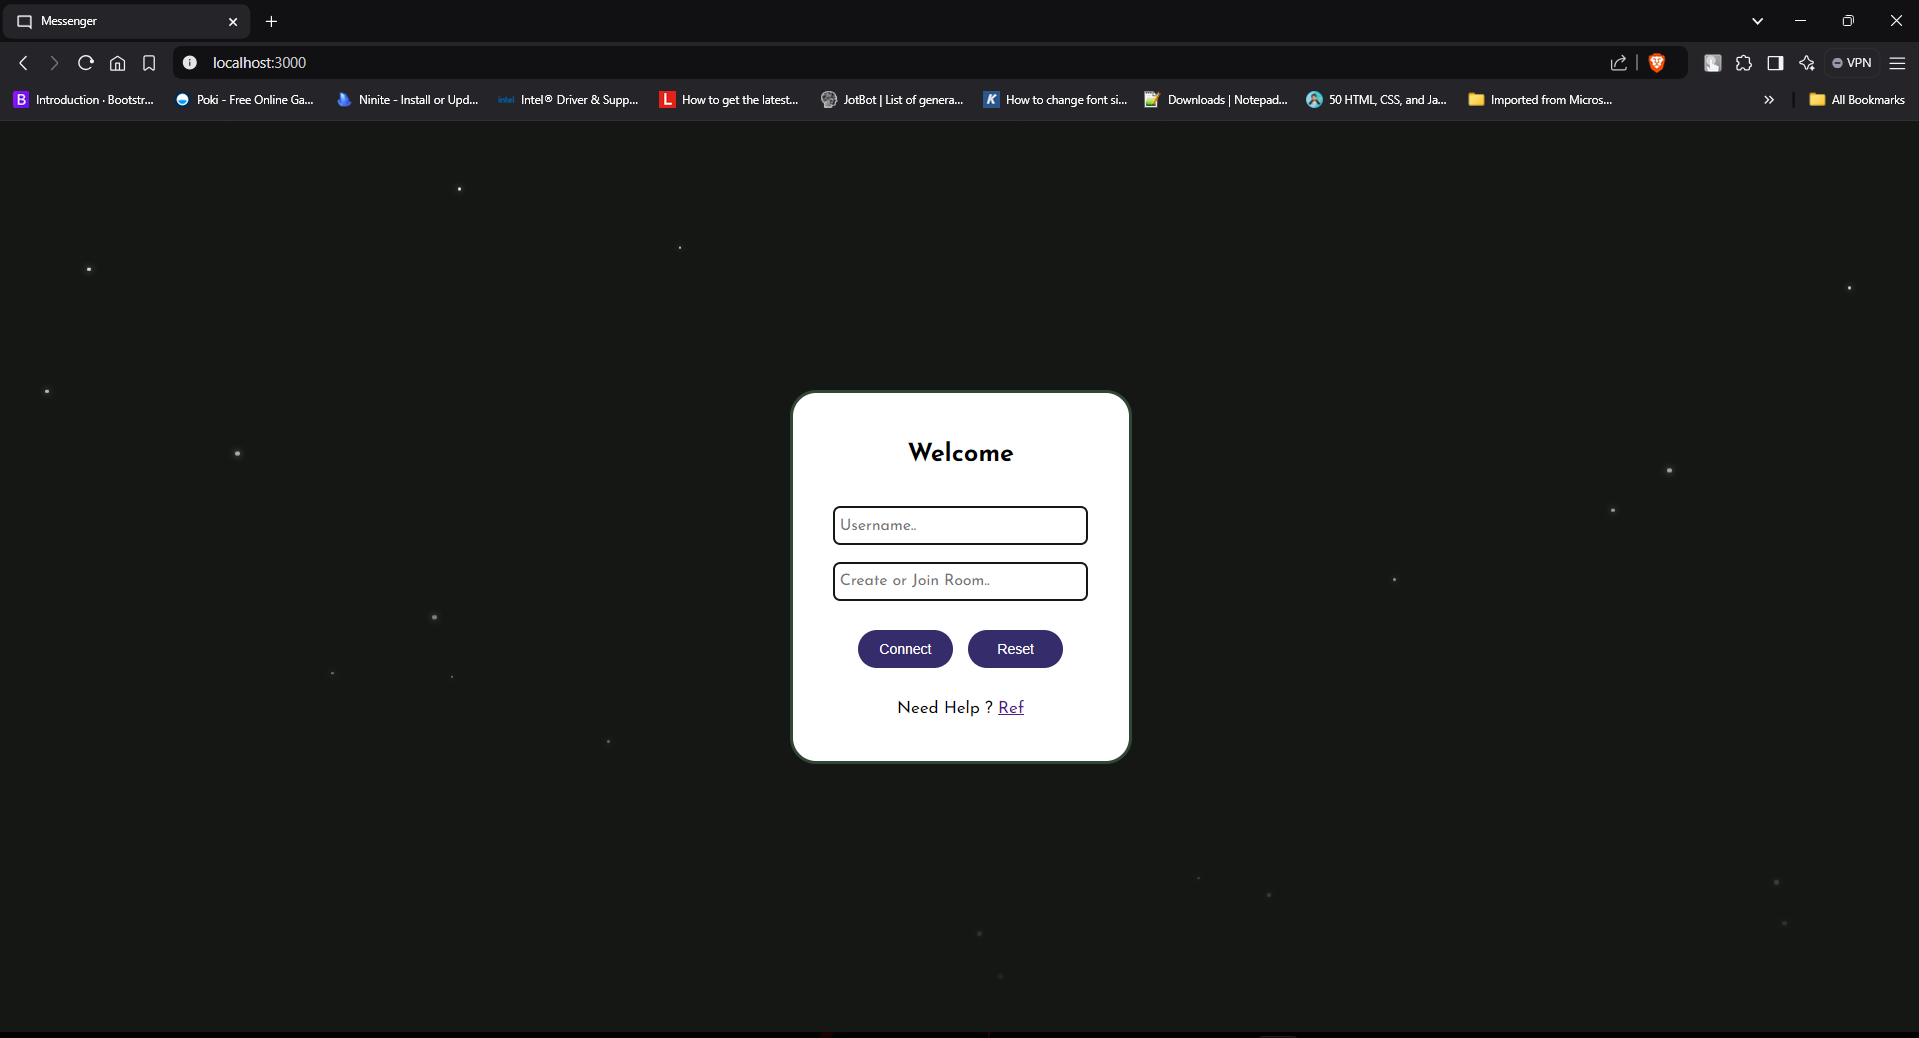 Messenger
localhost:3000
VPN
Introduction · Bootstr...
Poki - Free Online Ga...
Ninite - Install or Upd...
intel Intel® Driver & Supp...
L How to get the latest...
JotBot | List of genera...
K How to change font si...
Downloads | Notepad...
50 HTML, CSS, and Ja...
Imported from Micros...
All Bookmarks
Welcome
Username..
Create or Join Room..
Connect Reset
Need Help ? Ref